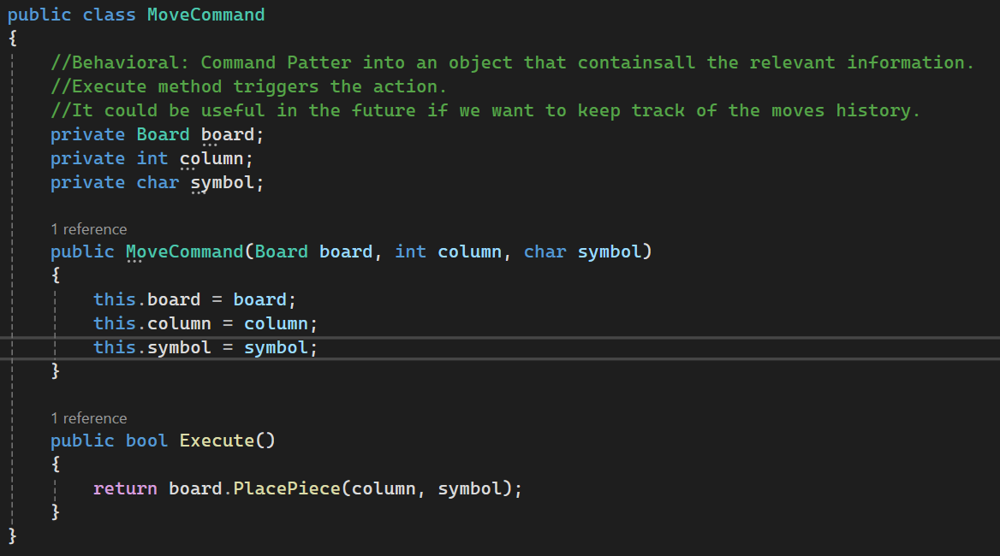 public class MoveCommand
{
//Behavioral: Command Patter into an object that containsall the relevant information.
//Execute method triggers the action.
//It could be useful in the future if we want to keep track of the moves history.
private Board board;
private int column;
private char symbol;
1 reference
public MoveCommand(Board board, int column, char symbol)
{
this.board = board;
this.column = column;
this.symbol = symbol;
}
1 reference
public bool Execute()
{
return board.PlacePiece(column, symbol);
}
}